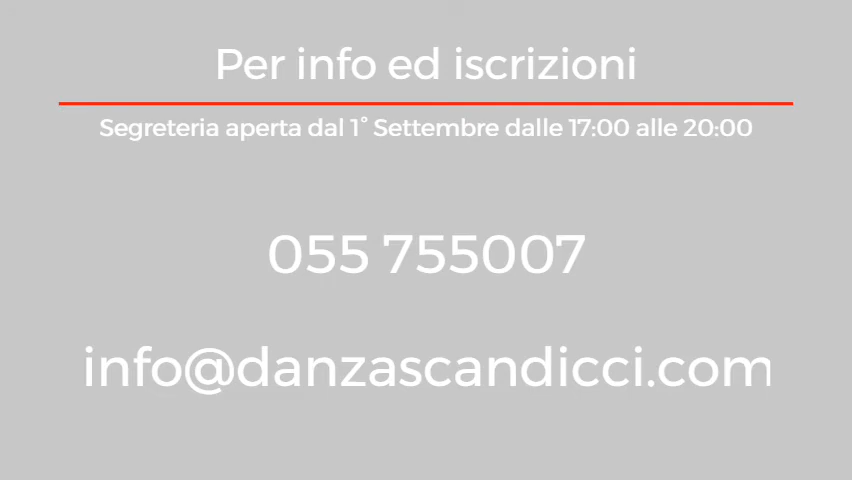 Per info ed iscrizioni
Segreteria aperta dal 1° Settembre dalle 17:00 alle 20:00
055 755007
info@danzascandicci.com